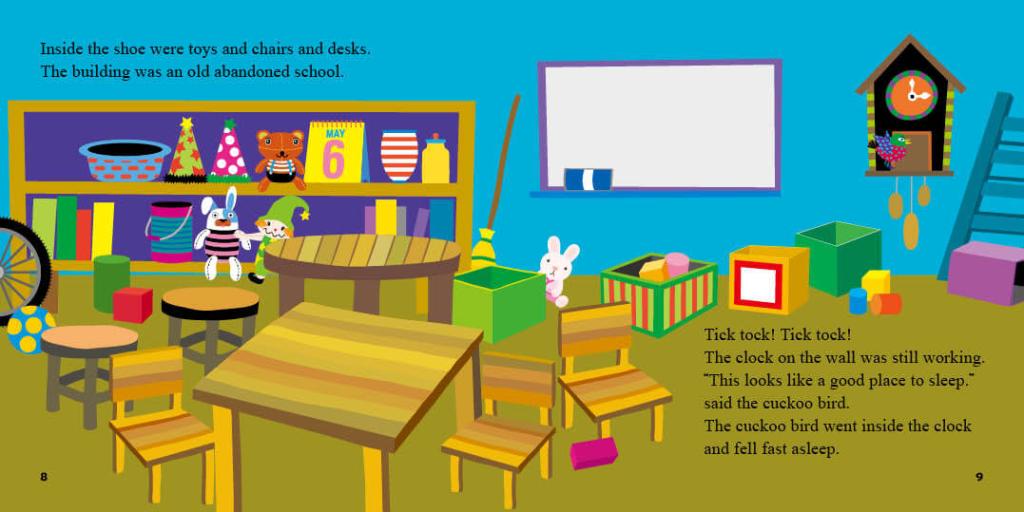 Inside the shoe were toys and chairs and desks.
The building was an old abandoned school.
MAY
6
Tick tock! Tick tock!
The clock on the wall was still working.
"This looks like a good place to sleep."
said the cuckoo bird.
The cuckoo bird went inside the clock
and fell fast asleep.
8
9